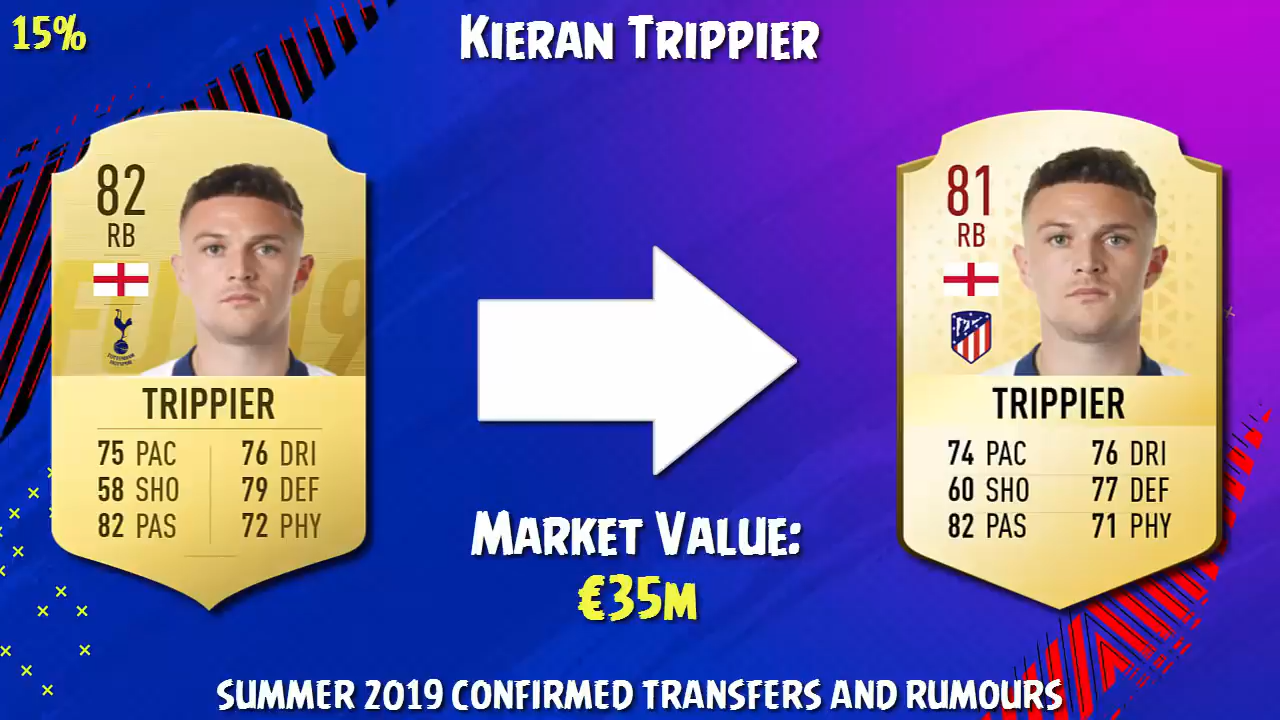 15%
KIERAN TRIPPIER
82
RB
TOTTENHAM
HOTSPUR
TRIPPIER
75 PAC 76 DRI
58 SHO 79 DEF
82 PAS 72 PHY
MARKET VALUE:
€35M
81
RB
TRIPPIER
74 PAC 76 DRI
60 SHO 77 DEF
82 PAS 71 PHY
SUMMER 2019 CONFIRMED TRANSFERS AND RUMOURS